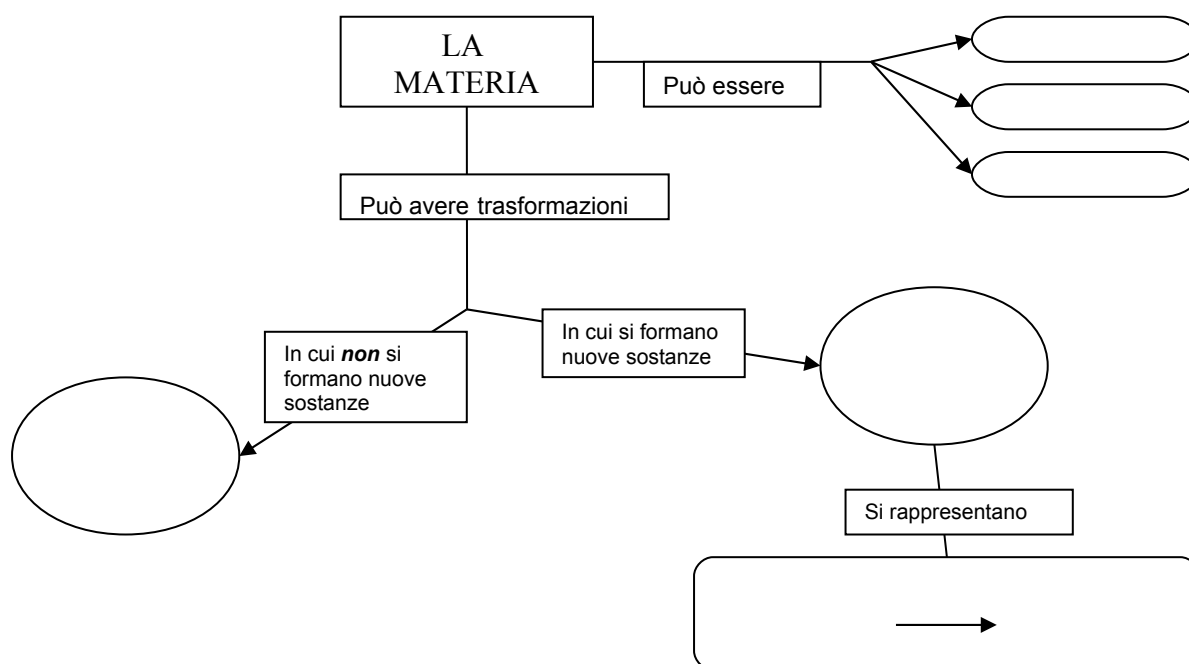 LA
MATERIA
Può essere
Può avere trasformazioni
In cui si formano
nuove sostanze
In cui non si
formano nuove
sostanze
Si rappresentano